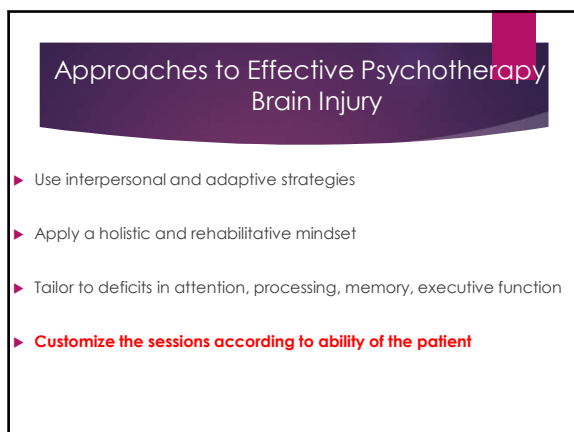 Approaches to Effective Psychotherapy
Brain Injury
Use interpersonal and adaptive strategies
Apply a holistic and rehabilitative mindset
Tailor to deficits in attention, processing, memory, executive function
Customize the sessions according to ability of the patient